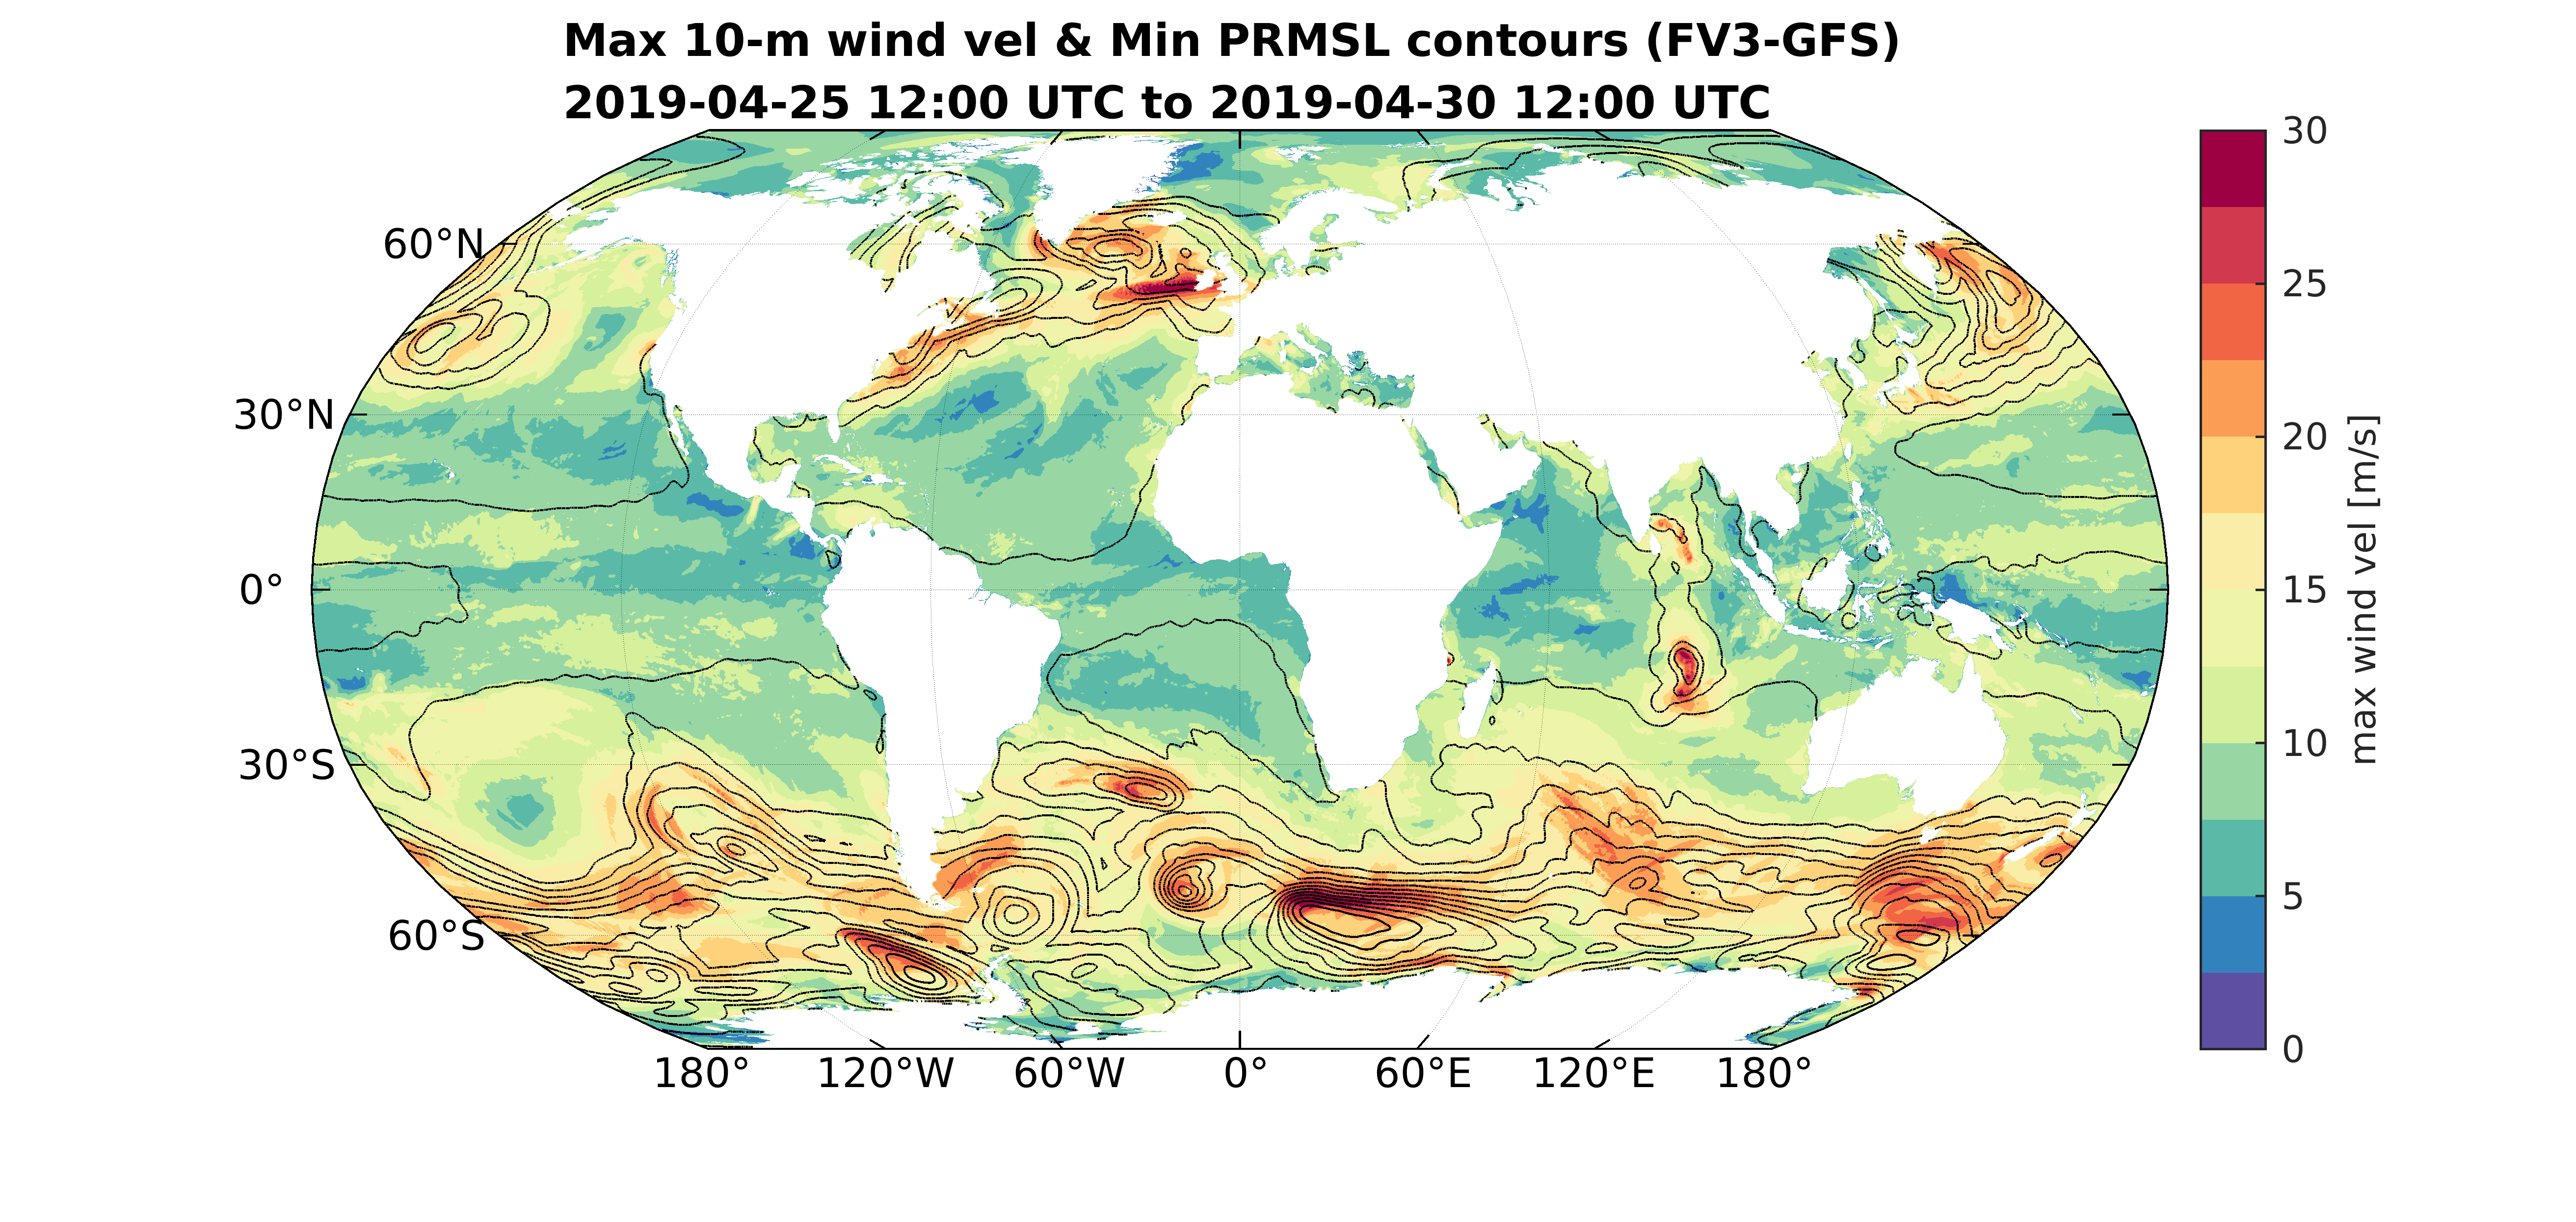 Max 10-m wind vel & Min PRMSL contours (FV3-GFS)
2019-04-25 12:00 UTC to 2019-04-30 12:00 UTC
60°N
30°N
0°
30°S
60°S
180°
120°W
60°W
0°
60°E
120°E
180°
30
25
20
15
10
5
0
max wind vel [m/s]